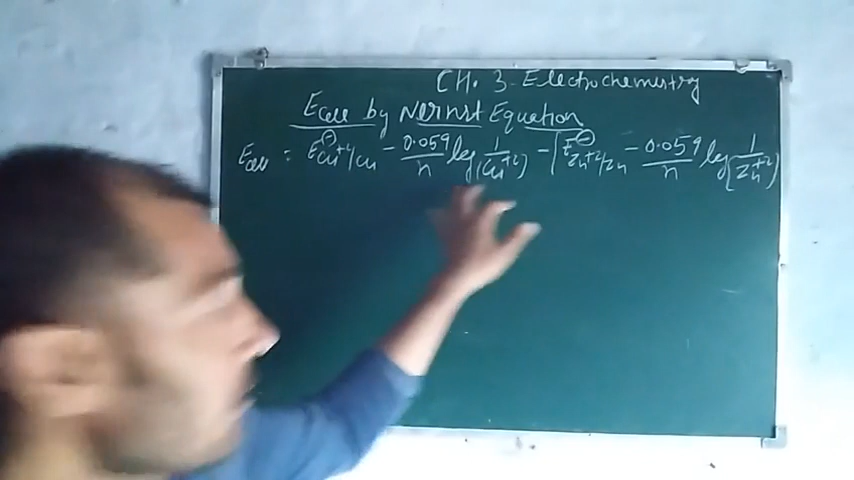 CH. 3 Electrochemistry
Ecell by Nernst Equation
Ecell = E⊖Cu+2/Cu - 0.059/n log 1/(Cu+2) - [E⊖Zn+2/Zn - 0.059/n log 1/[Zn+2)